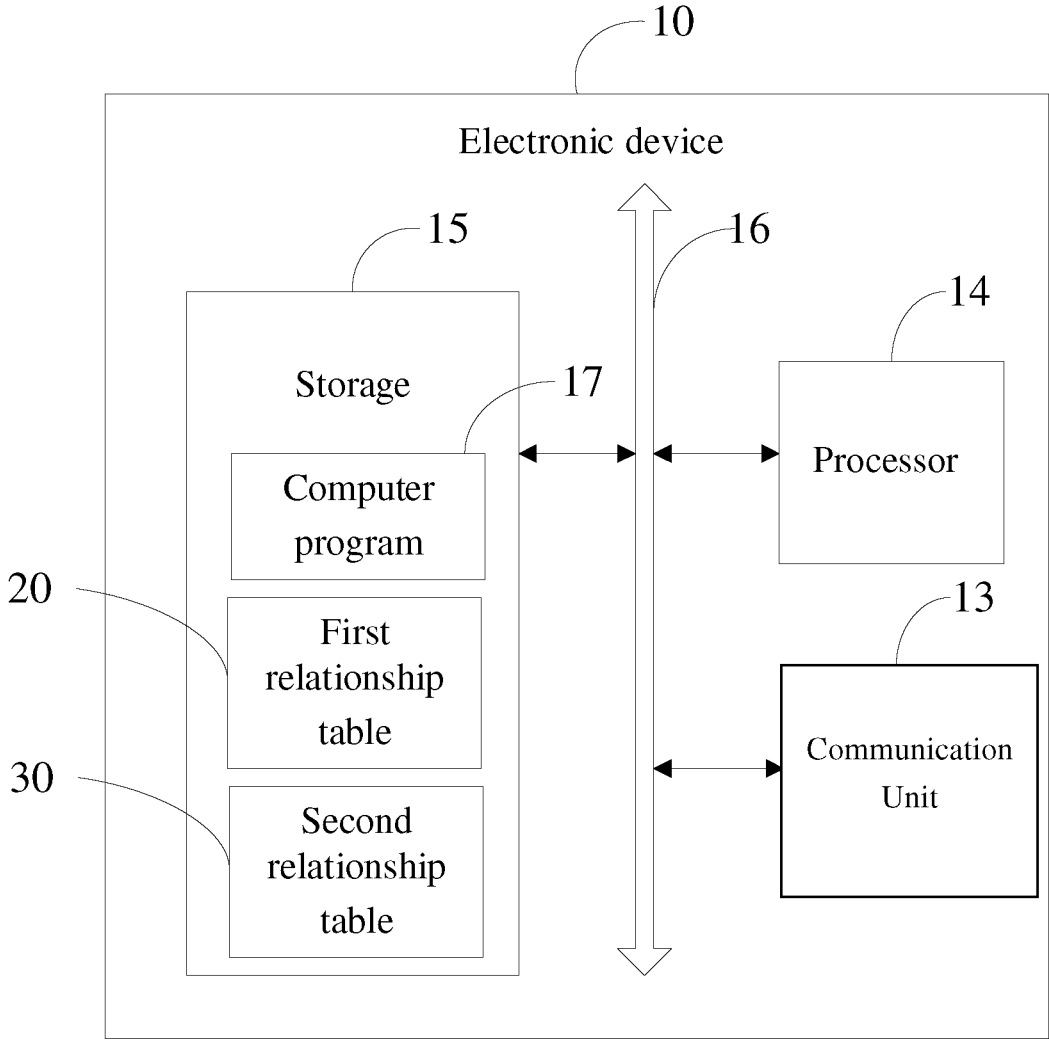 10
Electronic device
15
16
14
Storage
17
Processor
Computer
program
20
13
First
relationship
table
Communication
Unit
30
Second
relationship
table